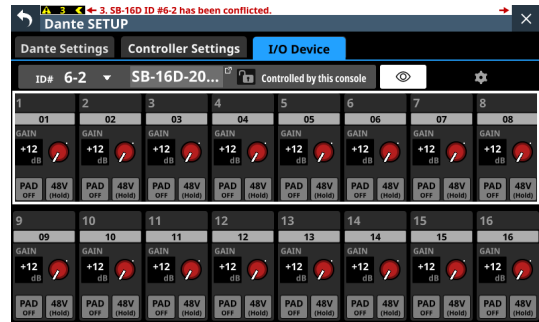 3 ← 3. SB-16D ID #6-2 has been conflicted. →
Dante SETUP
Dante Settings Controller Settings I/O Device
ID# 6-2 SB-16D-20... Controlled by this console
1 2 3 4 5 6 7 8
01 02 03 04 05 06 07 08
GAIN GAIN GAIN GAIN GAIN GAIN GAIN GAIN
+12 +12 +12 +12 +12 +12 +12 +12
dB dB dB dB dB dB dB dB
PAD 48V PAD 48V PAD 48V PAD 48V PAD 48V PAD 48V PAD 48V PAD 48V
OFF (Hold) OFF (Hold) OFF (Hold) OFF (Hold) OFF (Hold) OFF (Hold) OFF (Hold) OFF (Hold)
9 10 11 12 13 14 15 16
09 10 11 12 13 14 15 16
GAIN GAIN GAIN GAIN GAIN GAIN GAIN GAIN
+12 +12 +12 +12 +12 +12 +12 +12
dB dB dB dB dB dB dB dB
PAD 48V PAD 48V PAD 48V PAD 48V PAD 48V PAD 48V PAD 48V PAD 48V
OFF (Hold) OFF (Hold) OFF (Hold) OFF (Hold) OFF (Hold) OFF (Hold) OFF (Hold) OFF (Hold)